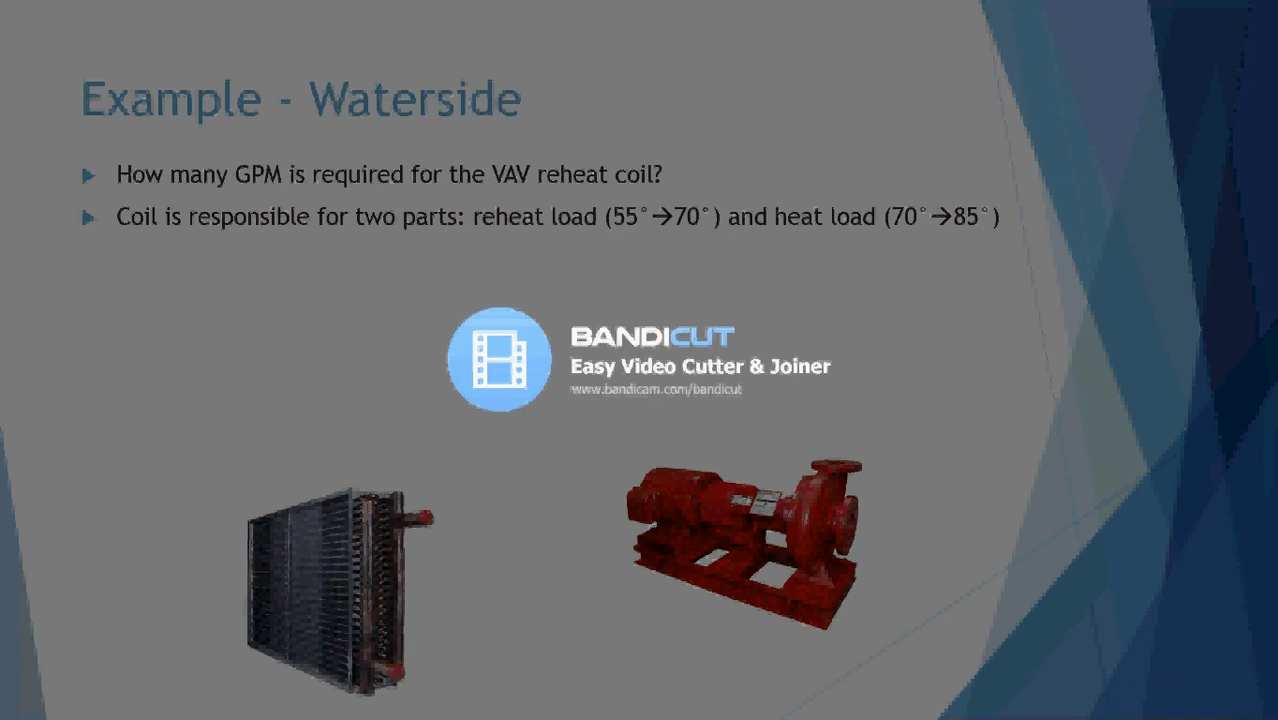 Example - Waterside
How many GPM is required for the VAV reheat coil?
Coil is responsible for two parts: reheat load (55°→70°) and heat load (70°→85°)
BANDICUT
Easy Video Cutter & Joiner
www.bandicam.com/bandicut